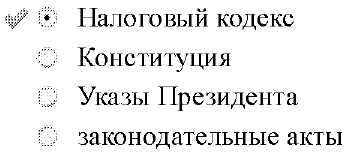 Налоговый кодекс
Конституция
Указы Президента
законодательные акты